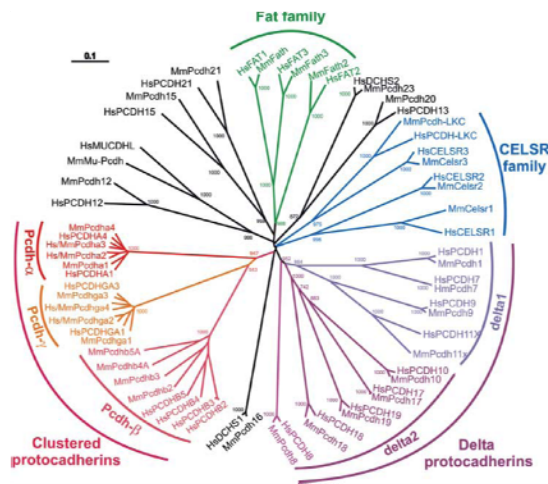 Fat family
0.1
HsFAT1
MmFath
HsFAT3
MmFath3
MmFath2
HsFAT2
HsDCHS2
MmPcdh23
MmPcdh20
HsPCDH13
MmPcdh-LKC
HsPCDH-LKC
HsCELSR3
MmCelsr3
HsCELSR2
MmCelsr2
MmCelsr1
HsCELSR1
CELSR
family
HsPCDH1
MmPcdh1
HsPCDH7
HmPcdh7
HsPCDH9
MmPcdh9
HsPCDH11X
MmPcdh11x
delta1
HsPCDH10
MmPcdh10
HsPCDH17
MmPcdh17
HsPCDH19
MmPcdh19
HsPCDH18
MmPcdh18
HsPCDH8
MmPcdh8
delta2
Delta
protocadherins
MmPcdh16
HsDCHS1
HsPCDHB2
HsPCDHB3
HsPCDHB4
HsPCDHB5
MmPcdhb2
MmPcdhb3
MmPcdhb4A
MmPcdhb5A
Pcdh-β
Clustered
protocadherins
MmPcdhga1
HsPCDHGA1
Hs/MmPcdhga2
Hs/MmPcdhga4
MmPcdhga3
HsPCDHGA3
Pcdh-γ
HsPCDHA1
MmPcdha1
Hs/MmPcdha2
Hs/MmPcdha3
HsPCDHA4
MmPcdha4
Pcdh-α
HsPCDH12
MmPcdh12
MmMu-Pcdh
HsMUCDHL
HsPCDH15
MmPcdh15
HsPCDH21
MmPcdh21